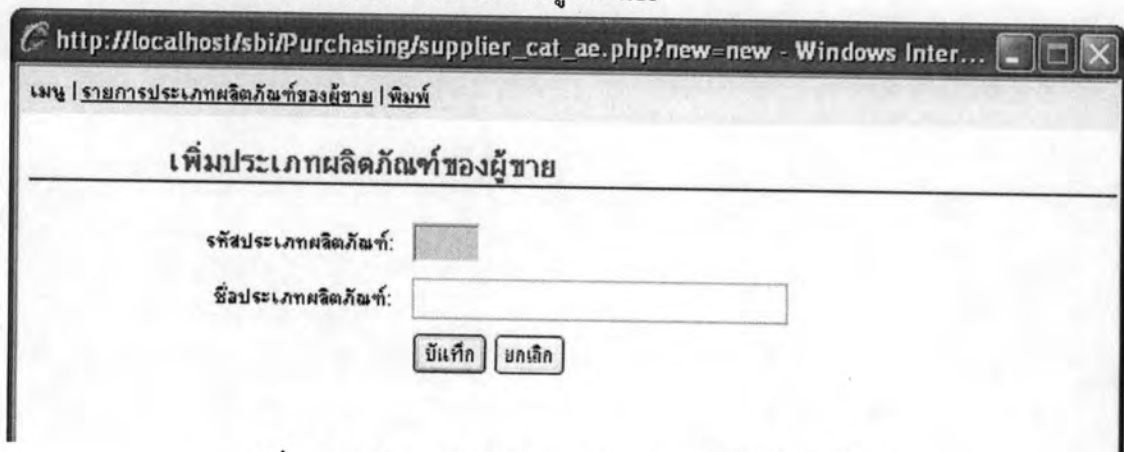 http://localhost/sbi/Purchasing/supplier_cat_ae.php?new=new - Windows Inter...
เมนู | รายการประเภทผลิตภัณฑ์ของผู้ขาย | พิมพ์
เพิ่มประเภทผลิตภัณฑ์ของผู้ขาย
รหัสประเภทผลิตภัณฑ์:
ชื่อประเภทผลิตภัณฑ์:
บันทึก ยกเลิก